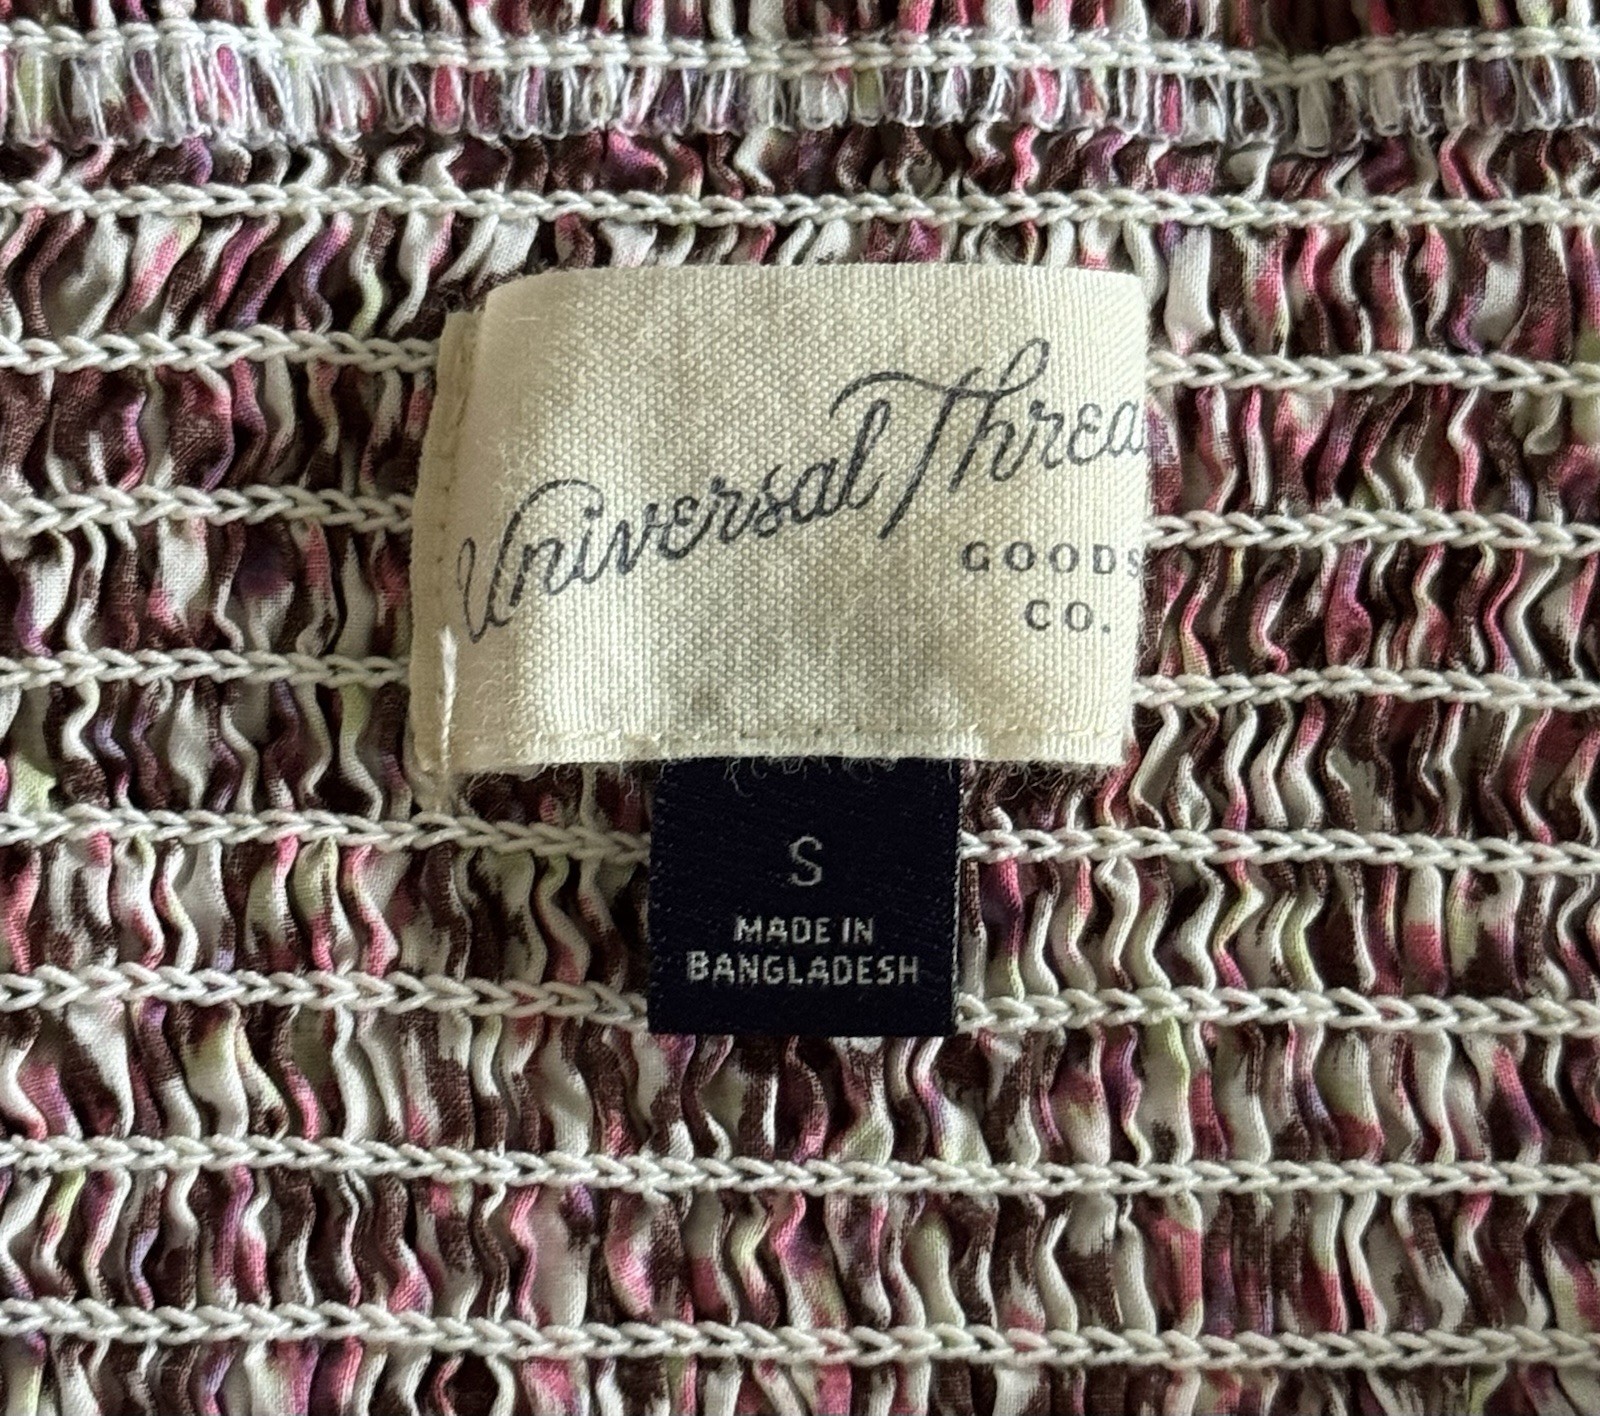 Universal Threa
GOODS
CO.
S
MADE IN
BANGLADESH